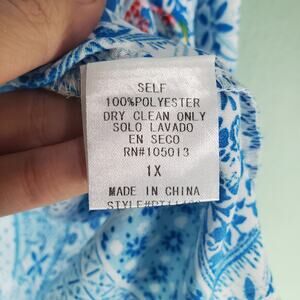 SELF
100%POLYESTER
DRY CLEAN ONLY
SOLO LAVADO
EN SECO
RN#105013
1X
MADE IN CHINA